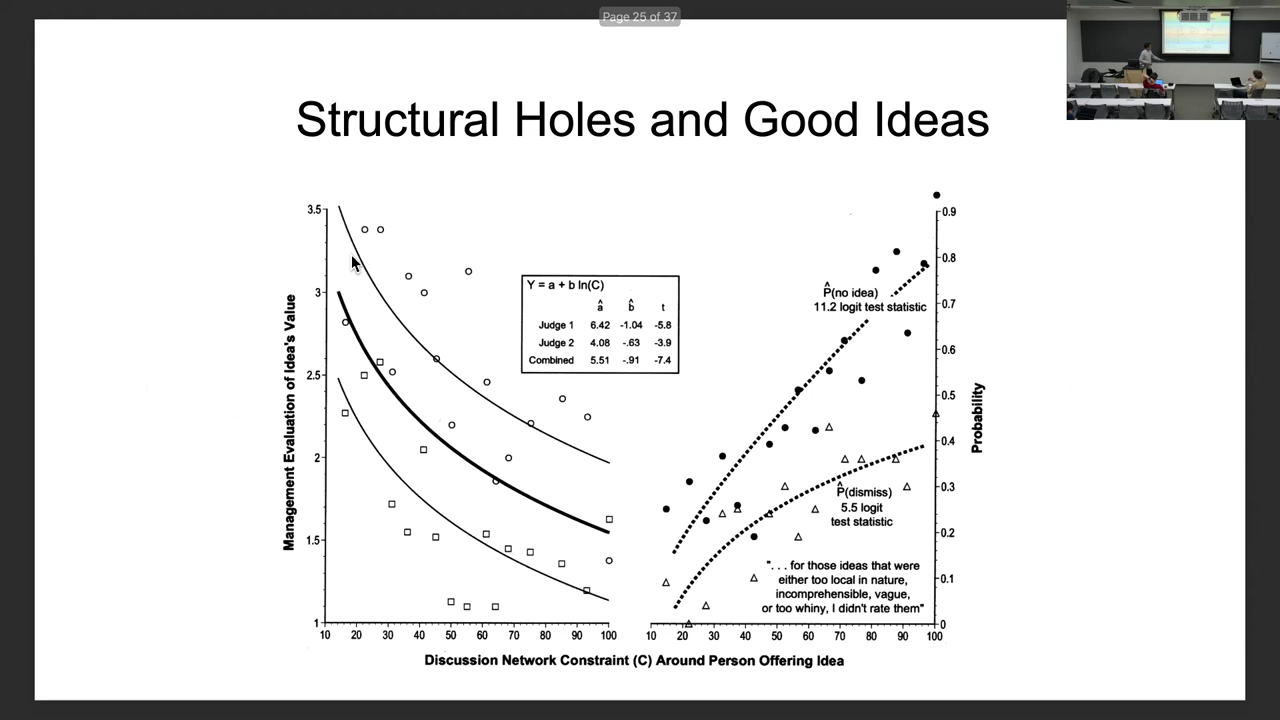 Page 25 of 37
Structural Holes and Good Ideas
3.5
3
2.5
2
1.5
1
Management Evaluation of Idea's Value
10 20 30 40 50 60 70 80 90 100
Y = a + b ln(C)
^ ^
a b t
Judge 1 6.42 -1.04 -5.8
Judge 2 4.08 -.63 -3.9
Combined 5.51 -.91 -7.4
^
P(no idea)
11.2 logit test statistic
^
P(dismiss)
5.5 logit
test statistic
". . . for those ideas that were
either too local in nature,
incomprehensible, vague,
or too whiny, I didn't rate them"
0.9
0.8
0.7
0.6
0.5
0.4
0.3
0.2
0.1
0
Probability
10 20 30 40 50 60 70 80 90 100
Discussion Network Constraint (C) Around Person Offering Idea